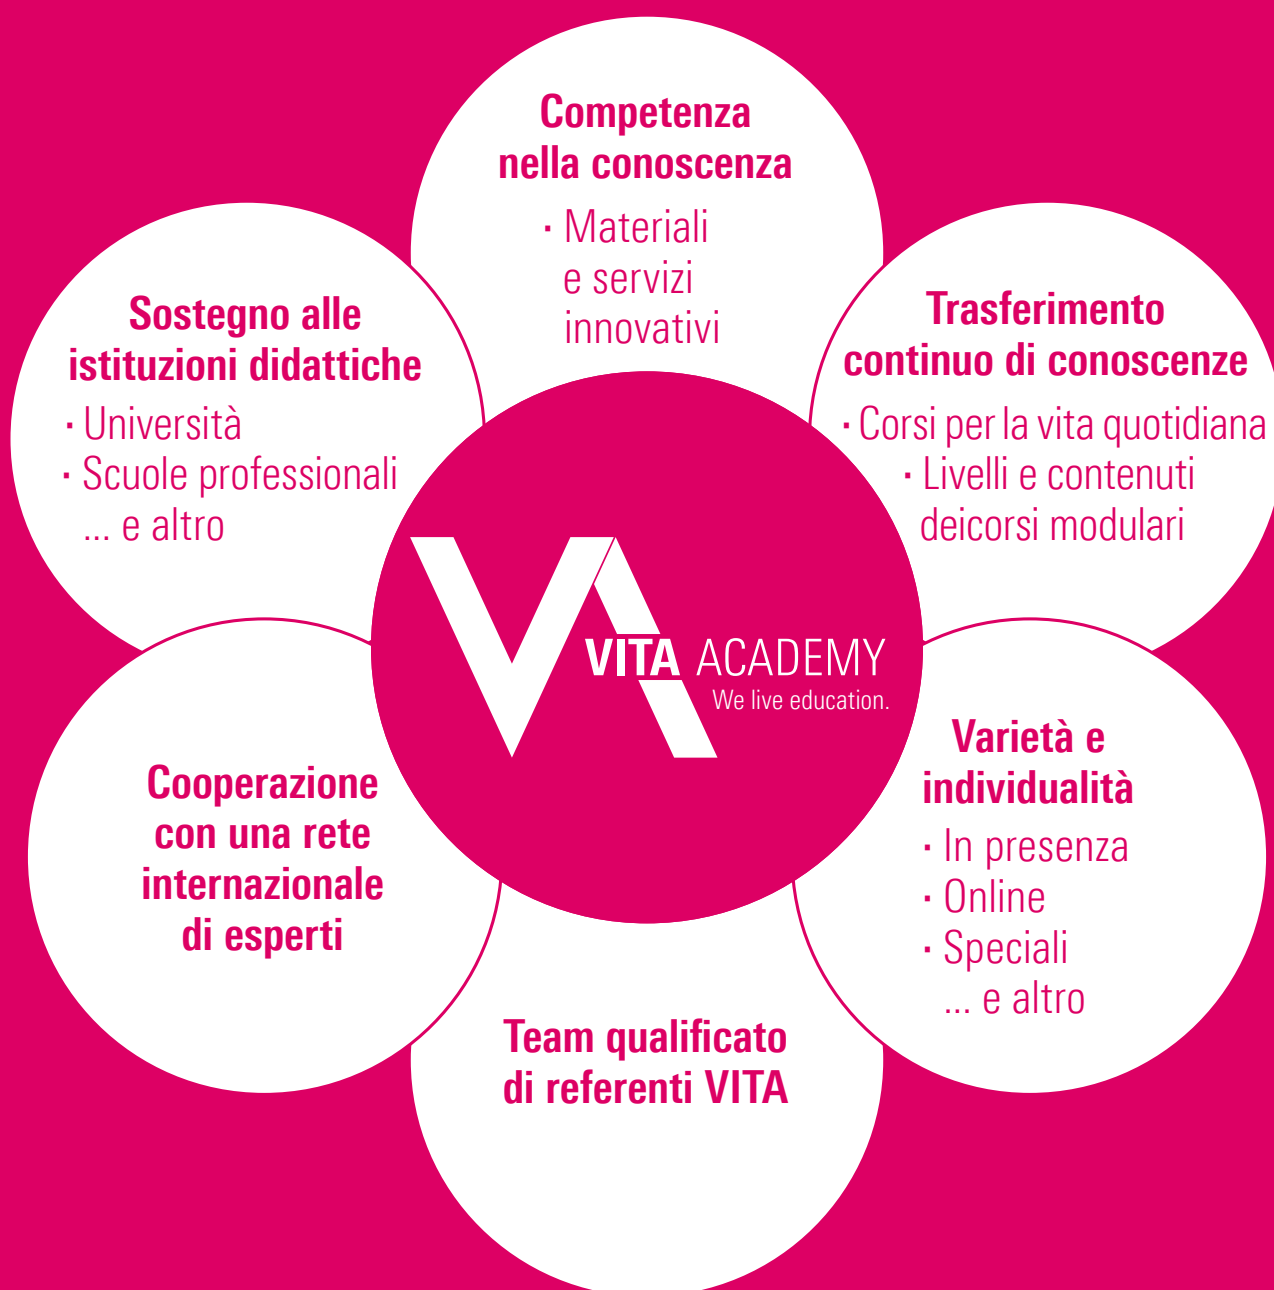 Competenza
nella conoscenza
· Materiali
e servizi
innovativi
Sostegno alle
istituzioni didattiche
· Università
· Scuole professionali
... e altro
Trasferimento
continuo di conoscenze
· Corsi per la vita quotidiana
· Livelli e contenuti
deicorsi modulari
VITA ACADEMY
We live education.
Cooperazione
con una rete
internazionale
di esperti
Varietà e
individualità
· In presenza
· Online
· Speciali
... e altro
Team qualificato
di referenti VITA